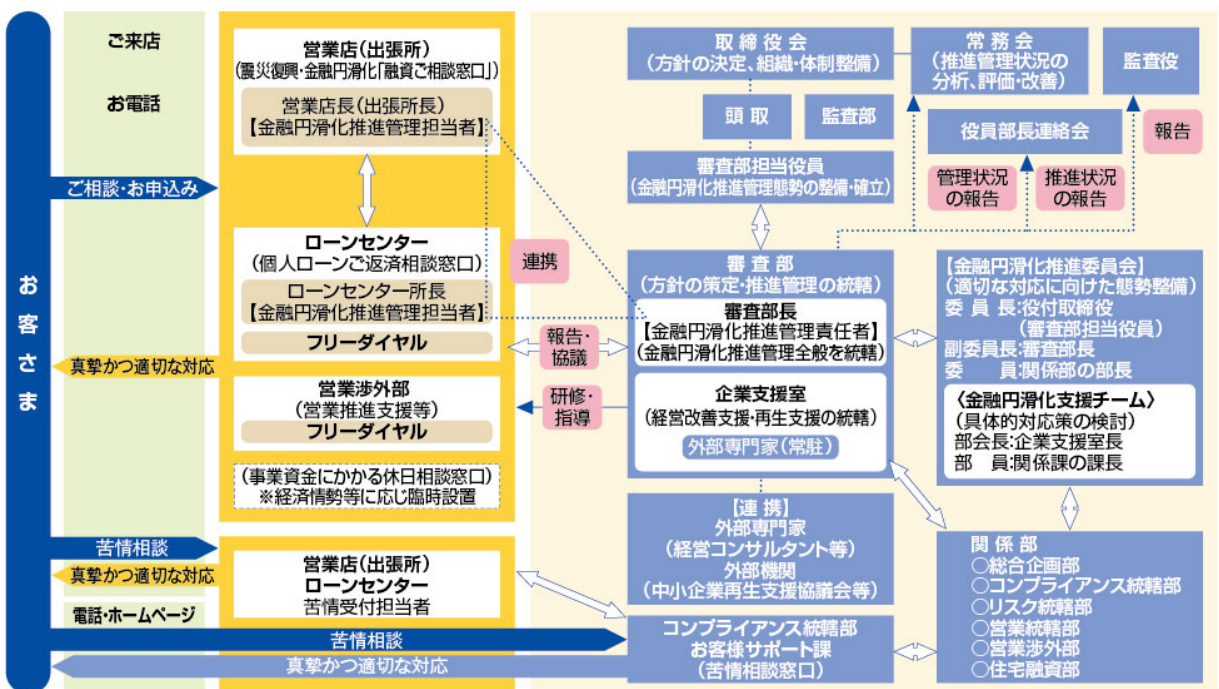 お客さま
ご来店
お電話
ご相談・お申込み
真摯かつ適切な対応
苦情相談
真摯かつ適切な対応
電話・ホームページ
苦情相談
真摯かつ適切な対応
営業店(出張所)
(震災復興・金融円滑化「融資ご相談窓口」)
営業店長(出張所長)
【金融円滑化推進管理担当者】
ローンセンター
(個人ローンご返済相談窓口)
ローンセンター所長
【金融円滑化推進管理担当者】
フリーダイヤル
営業渉外部
(営業推進支援等)
フリーダイヤル
(事業資金にかかる休日相談窓口)
※経済情勢等に応じ臨時設置
営業店(出張所)
ローンセンター
苦情受付担当者
連携
報告・
協議
研修・
指導
取締役会
(方針の決定、組織・体制整備)
常務会
(推進管理状況の
分析、評価・改善)
監査役
頭取
監査部
役員部長連絡会
報告
審査部担当役員
(金融円滑化推進管理態勢の整備・確立)
管理状況
の報告
推進状況
の報告
審査部
(方針の策定・推進管理の統轄)
審査部長
【金融円滑化推進管理責任者】
(金融円滑化推進管理全般を統轄)
企業支援室
(経営改善支援・再生支援の統轄)
外部専門家(常駐)
【金融円滑化推進委員会】
(適切な対応に向けた態勢整備)
委員長:役付取締役
(審査部担当役員)
副委員長:審査部長
委　員:関係部の部長
〈金融円滑化支援チーム〉
(具体的対応策の検討)
部会長:企業支援室長
部　員:関係課の課長
【連携】
外部専門家
(経営コンサルタント等)
外部機関
(中小企業再生支援協議会等)
コンプライアンス統轄部
お客様サポート課
(苦情相談窓口)
関係部
○総合企画部
○コンプライアンス統轄部
○リスク統轄部
○営業統轄部
○営業渉外部
○住宅融資部